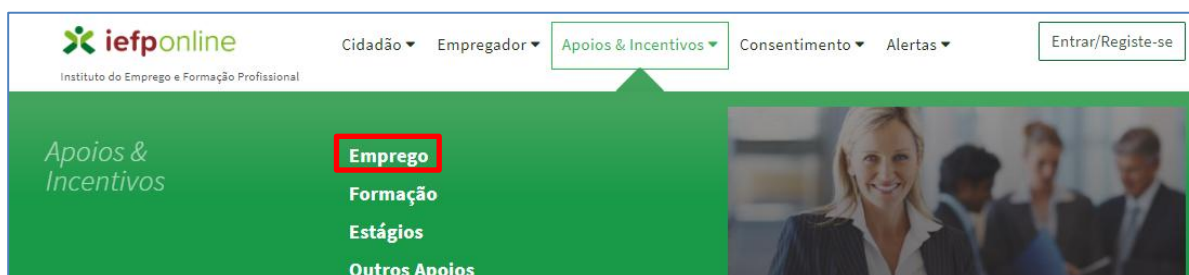 iefponline
Instituto do Emprego e Formação Profissional
Cidadão Empregador Apoios & Incentivos Consentimento Alertas Entrar/Registe-se
Apoios &
Incentivos
Emprego
Formação
Estágios
Outros Apoios